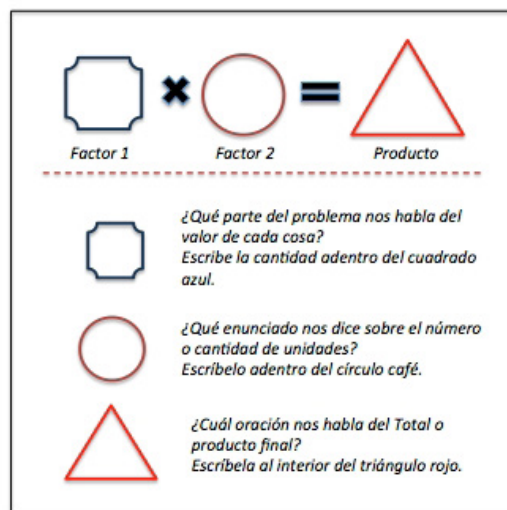 Factor 1 Factor 2 Producto
¿Qué parte del problema nos habla del
valor de cada cosa?
Escribe la cantidad adentro del cuadrado
azul.
¿Qué enunciado nos dice sobre el número
o cantidad de unidades?
Escríbelo adentro del círculo café.
¿Cuál oración nos habla del Total o
producto final?
Escríbela al interior del triángulo rojo.